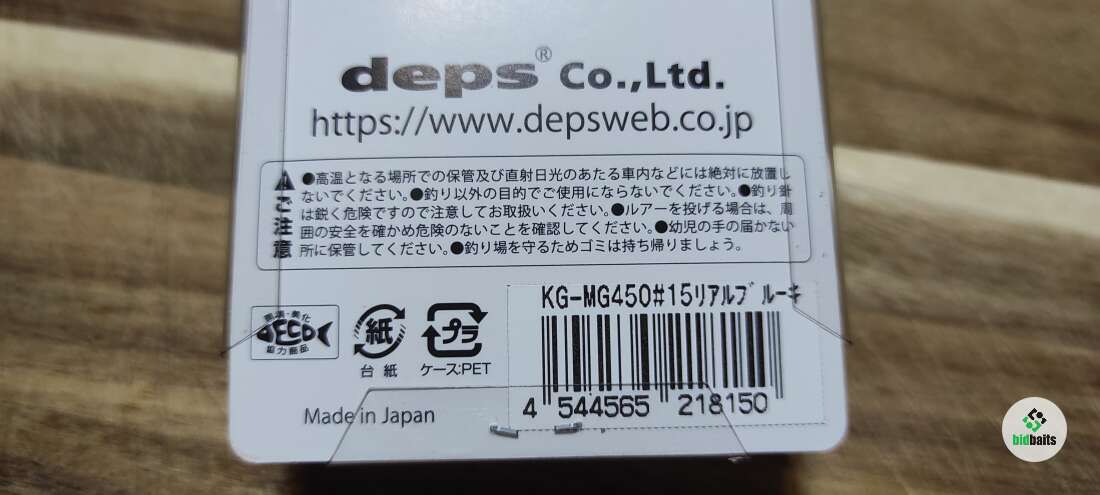 deps® Co.,Ltd.
https://www.depsweb.co.jp
ご注意
●高温となる場所での保管及び直射日光のあたる車内などには絶対に放置し
ないでください。●釣り以外の目的でご使用にならないでください。●釣り針
は鋭く危険ですので注意してお取扱いください。●ルアーを投げる場合は、周
囲の安全を確かめ危険のないことを確認してください。●幼児の手の届かない
所に保管してください。●釣り場を守るためゴミは持ち帰りましょう。
環境・美化
ECO
協力商品
紙
台紙
プラ
ケース:PET
KG-MG450#15リアルブルーギ
4 544565 218150
Made in Japan
bidbaits